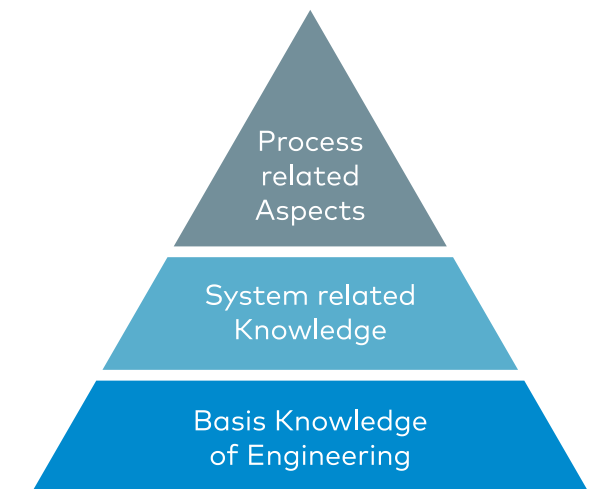 Process
related
Aspects
System related
Knowledge
Basis Knowledge
of Engineering